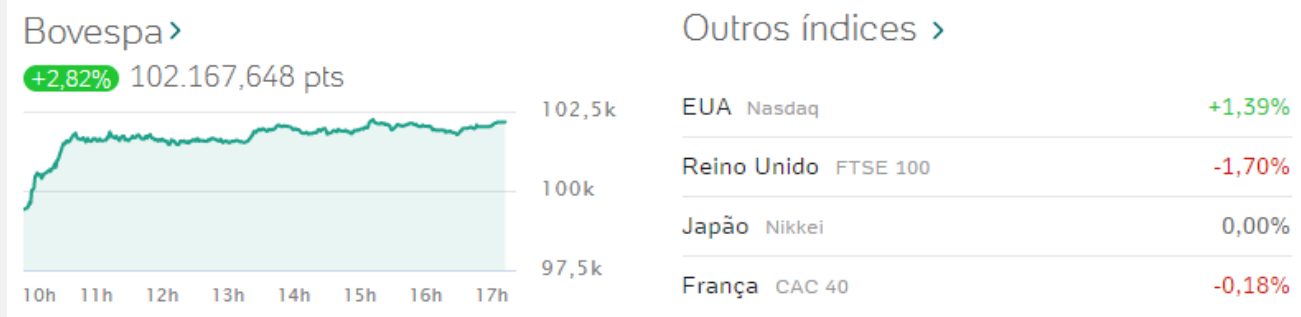 Bovespa
+2,82% 102.167,648 pts
102,5k
100k
97,5k
10h 11h 12h 13h 14h 15h 16h 17h
Outros índices
EUA Nasdaq +1,39%
Reino Unido FTSE 100 -1,70%
Japão Nikkei 0,00%
França CAC 40 -0,18%